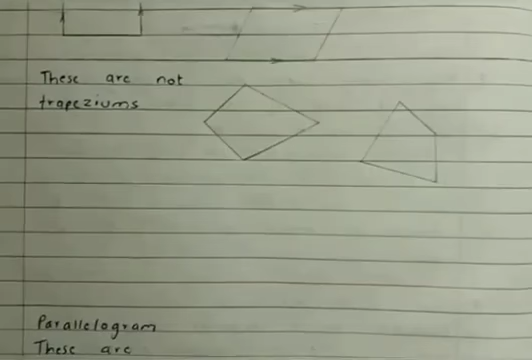 These are not
trapeziums
Parallelogram
These are